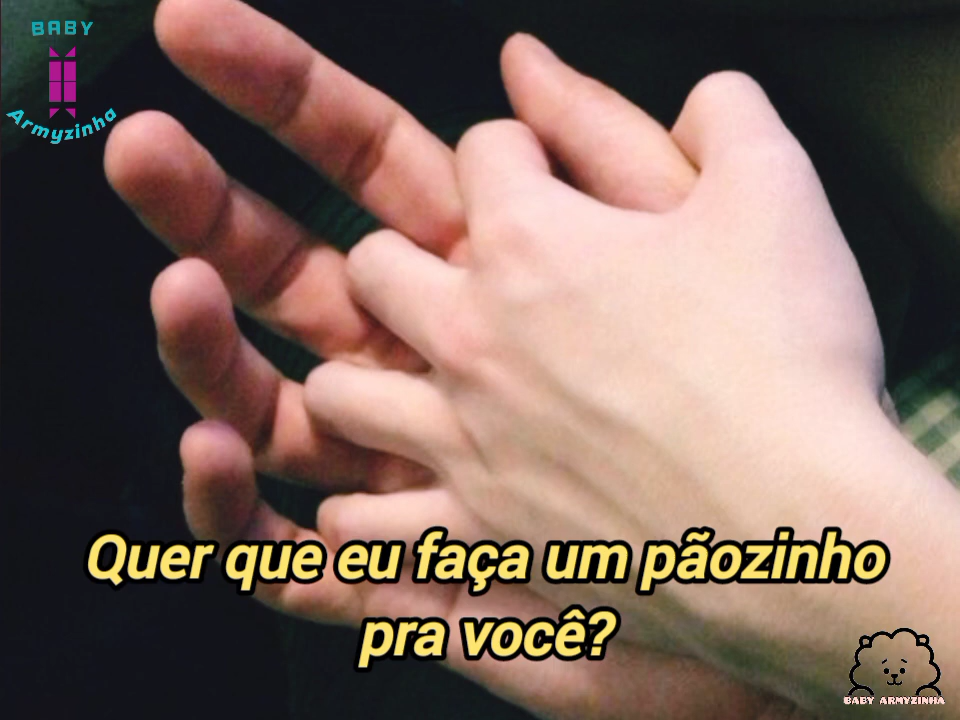 BABY
Armyzinha
Quer que eu faça um pãozinho
pra você?
BABY ARMYZINHA